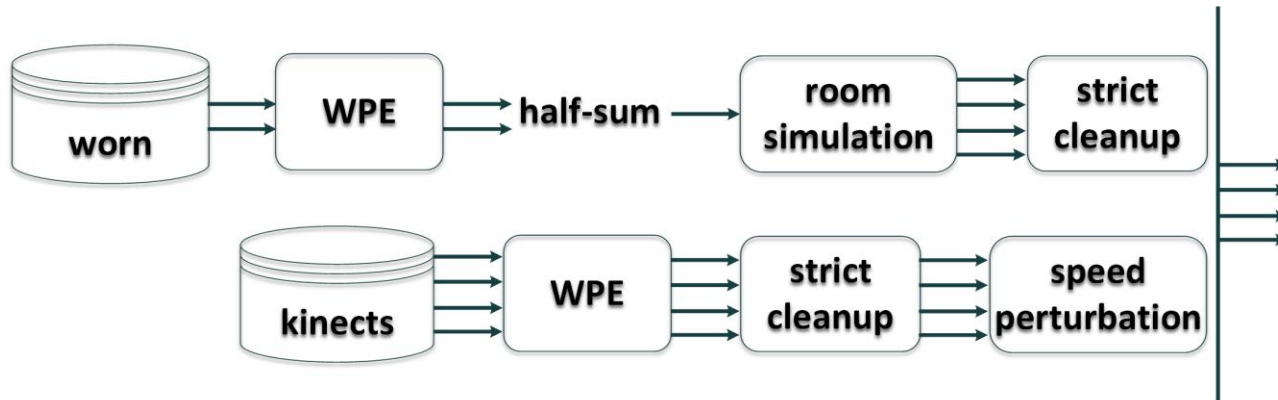 worn
WPE
half-sum
room
simulation
strict
cleanup
kinects
WPE
strict
cleanup
speed
perturbation